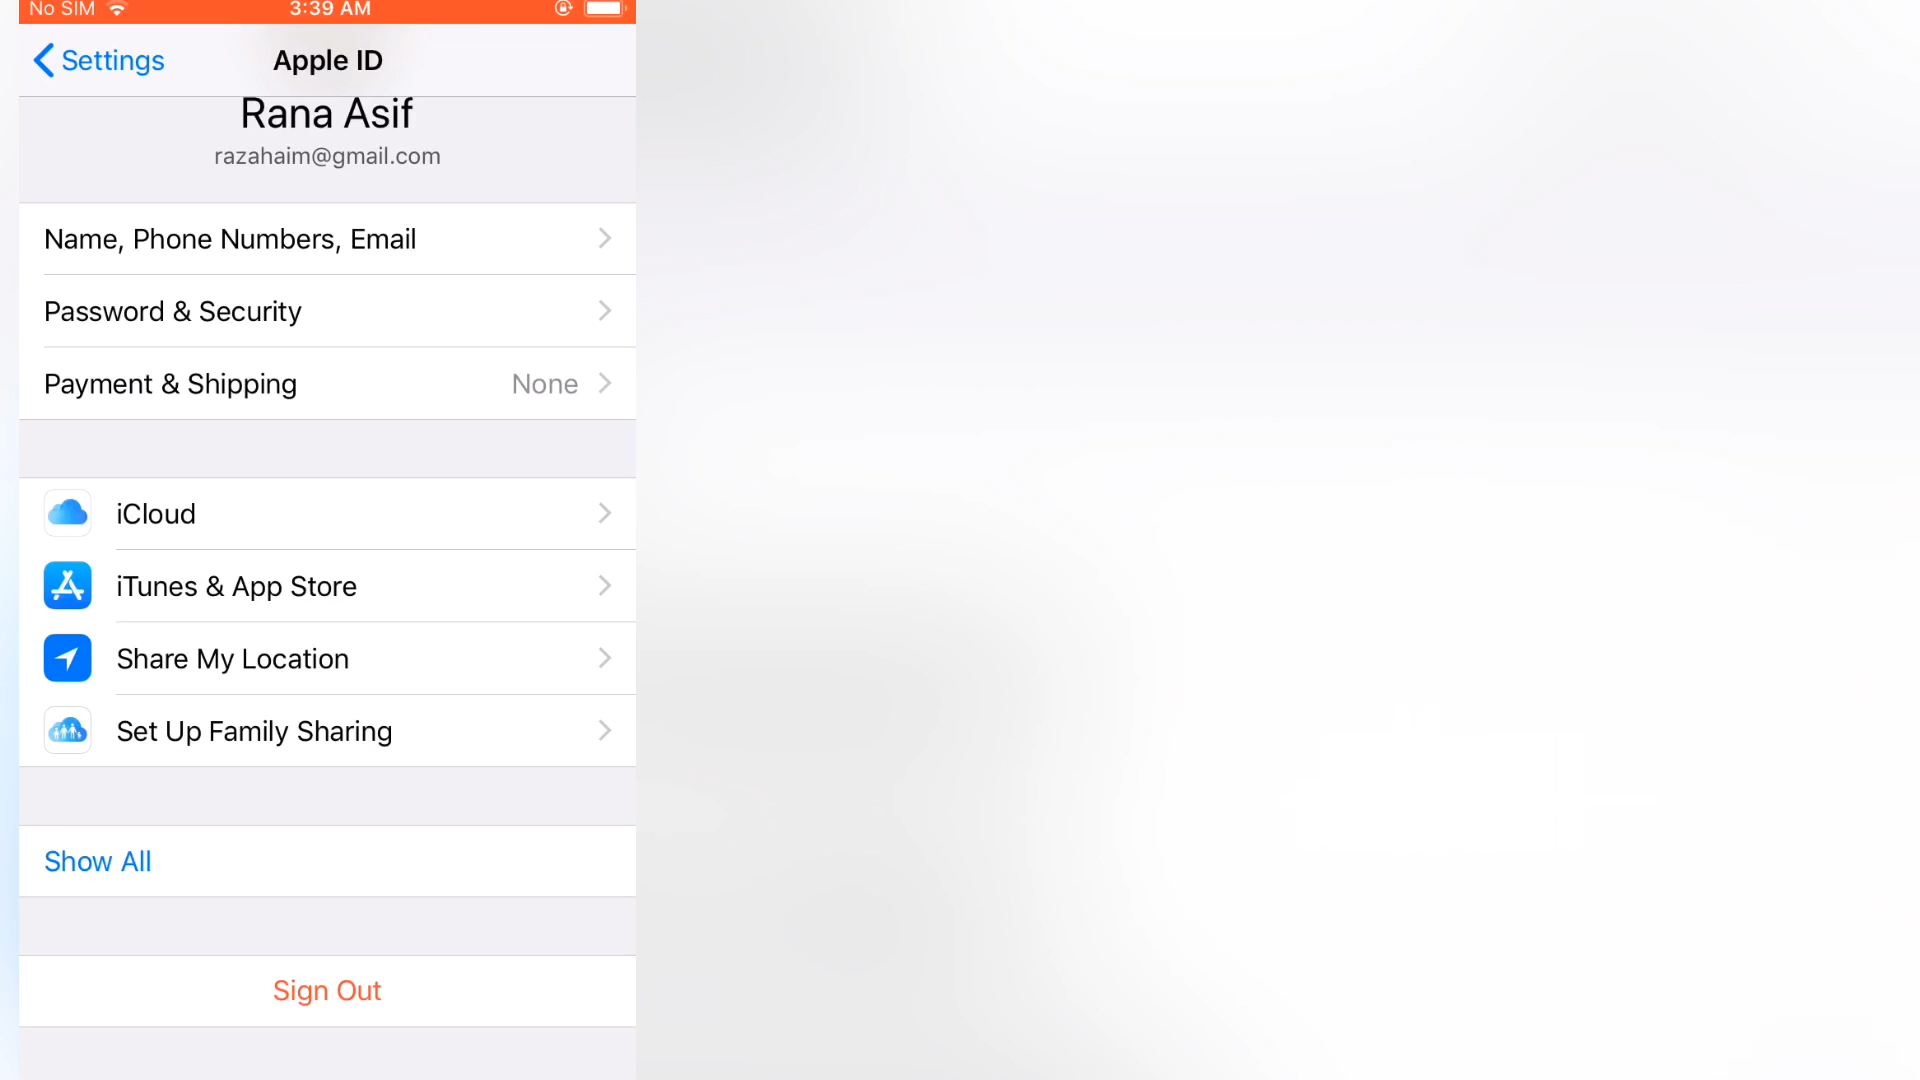 No SIM 3:39 AM
Settings Apple ID
Rana Asif
razahaim@gmail.com
Name, Phone Numbers, Email
Password & Security
Payment & Shipping None
iCloud
iTunes & App Store
Share My Location
Set Up Family Sharing
Show All
Sign Out